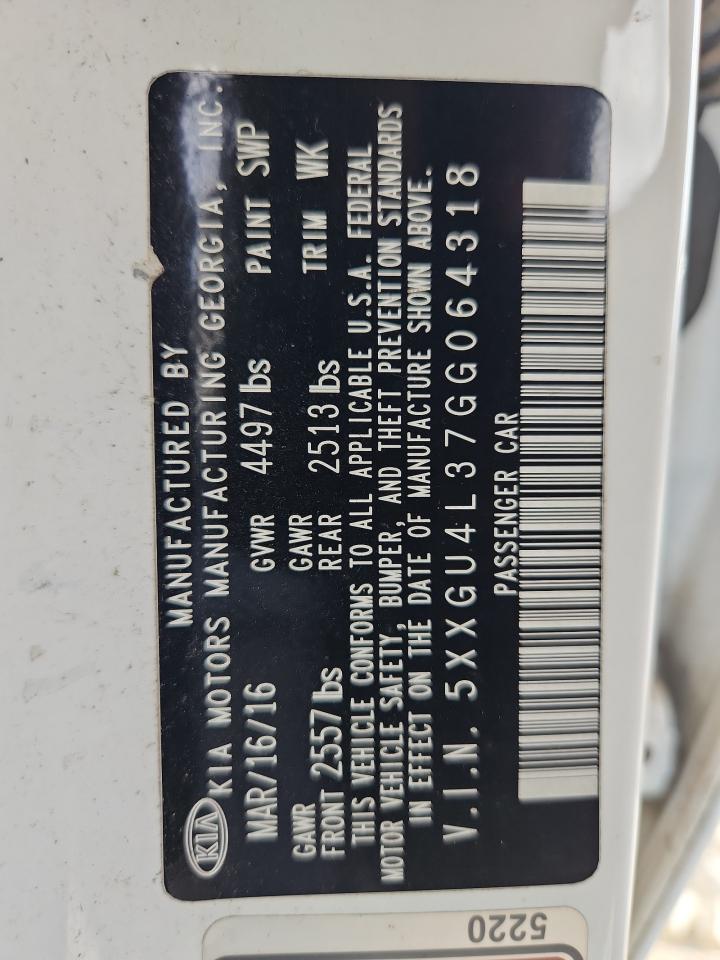 MANUFACTURED BY
KIA KIA MOTORS MANUFACTURING GEORGIA, INC.
MAR/16/16 GVWR 4497 lbs PAINT SWP
GAWR FRONT 2557 lbs GAWR REAR 2513 lbs TRIM WK
THIS VEHICLE CONFORMS TO ALL APPLICABLE U.S.A. FEDERAL
MOTOR VEHICLE SAFETY, BUMPER, AND THEFT PREVENTION STANDARDS
IN EFFECT ON THE DATE OF MANUFACTURE SHOWN ABOVE.
V.I.N. 5XXGU4L37GG064318
PASSENGER CAR
5220